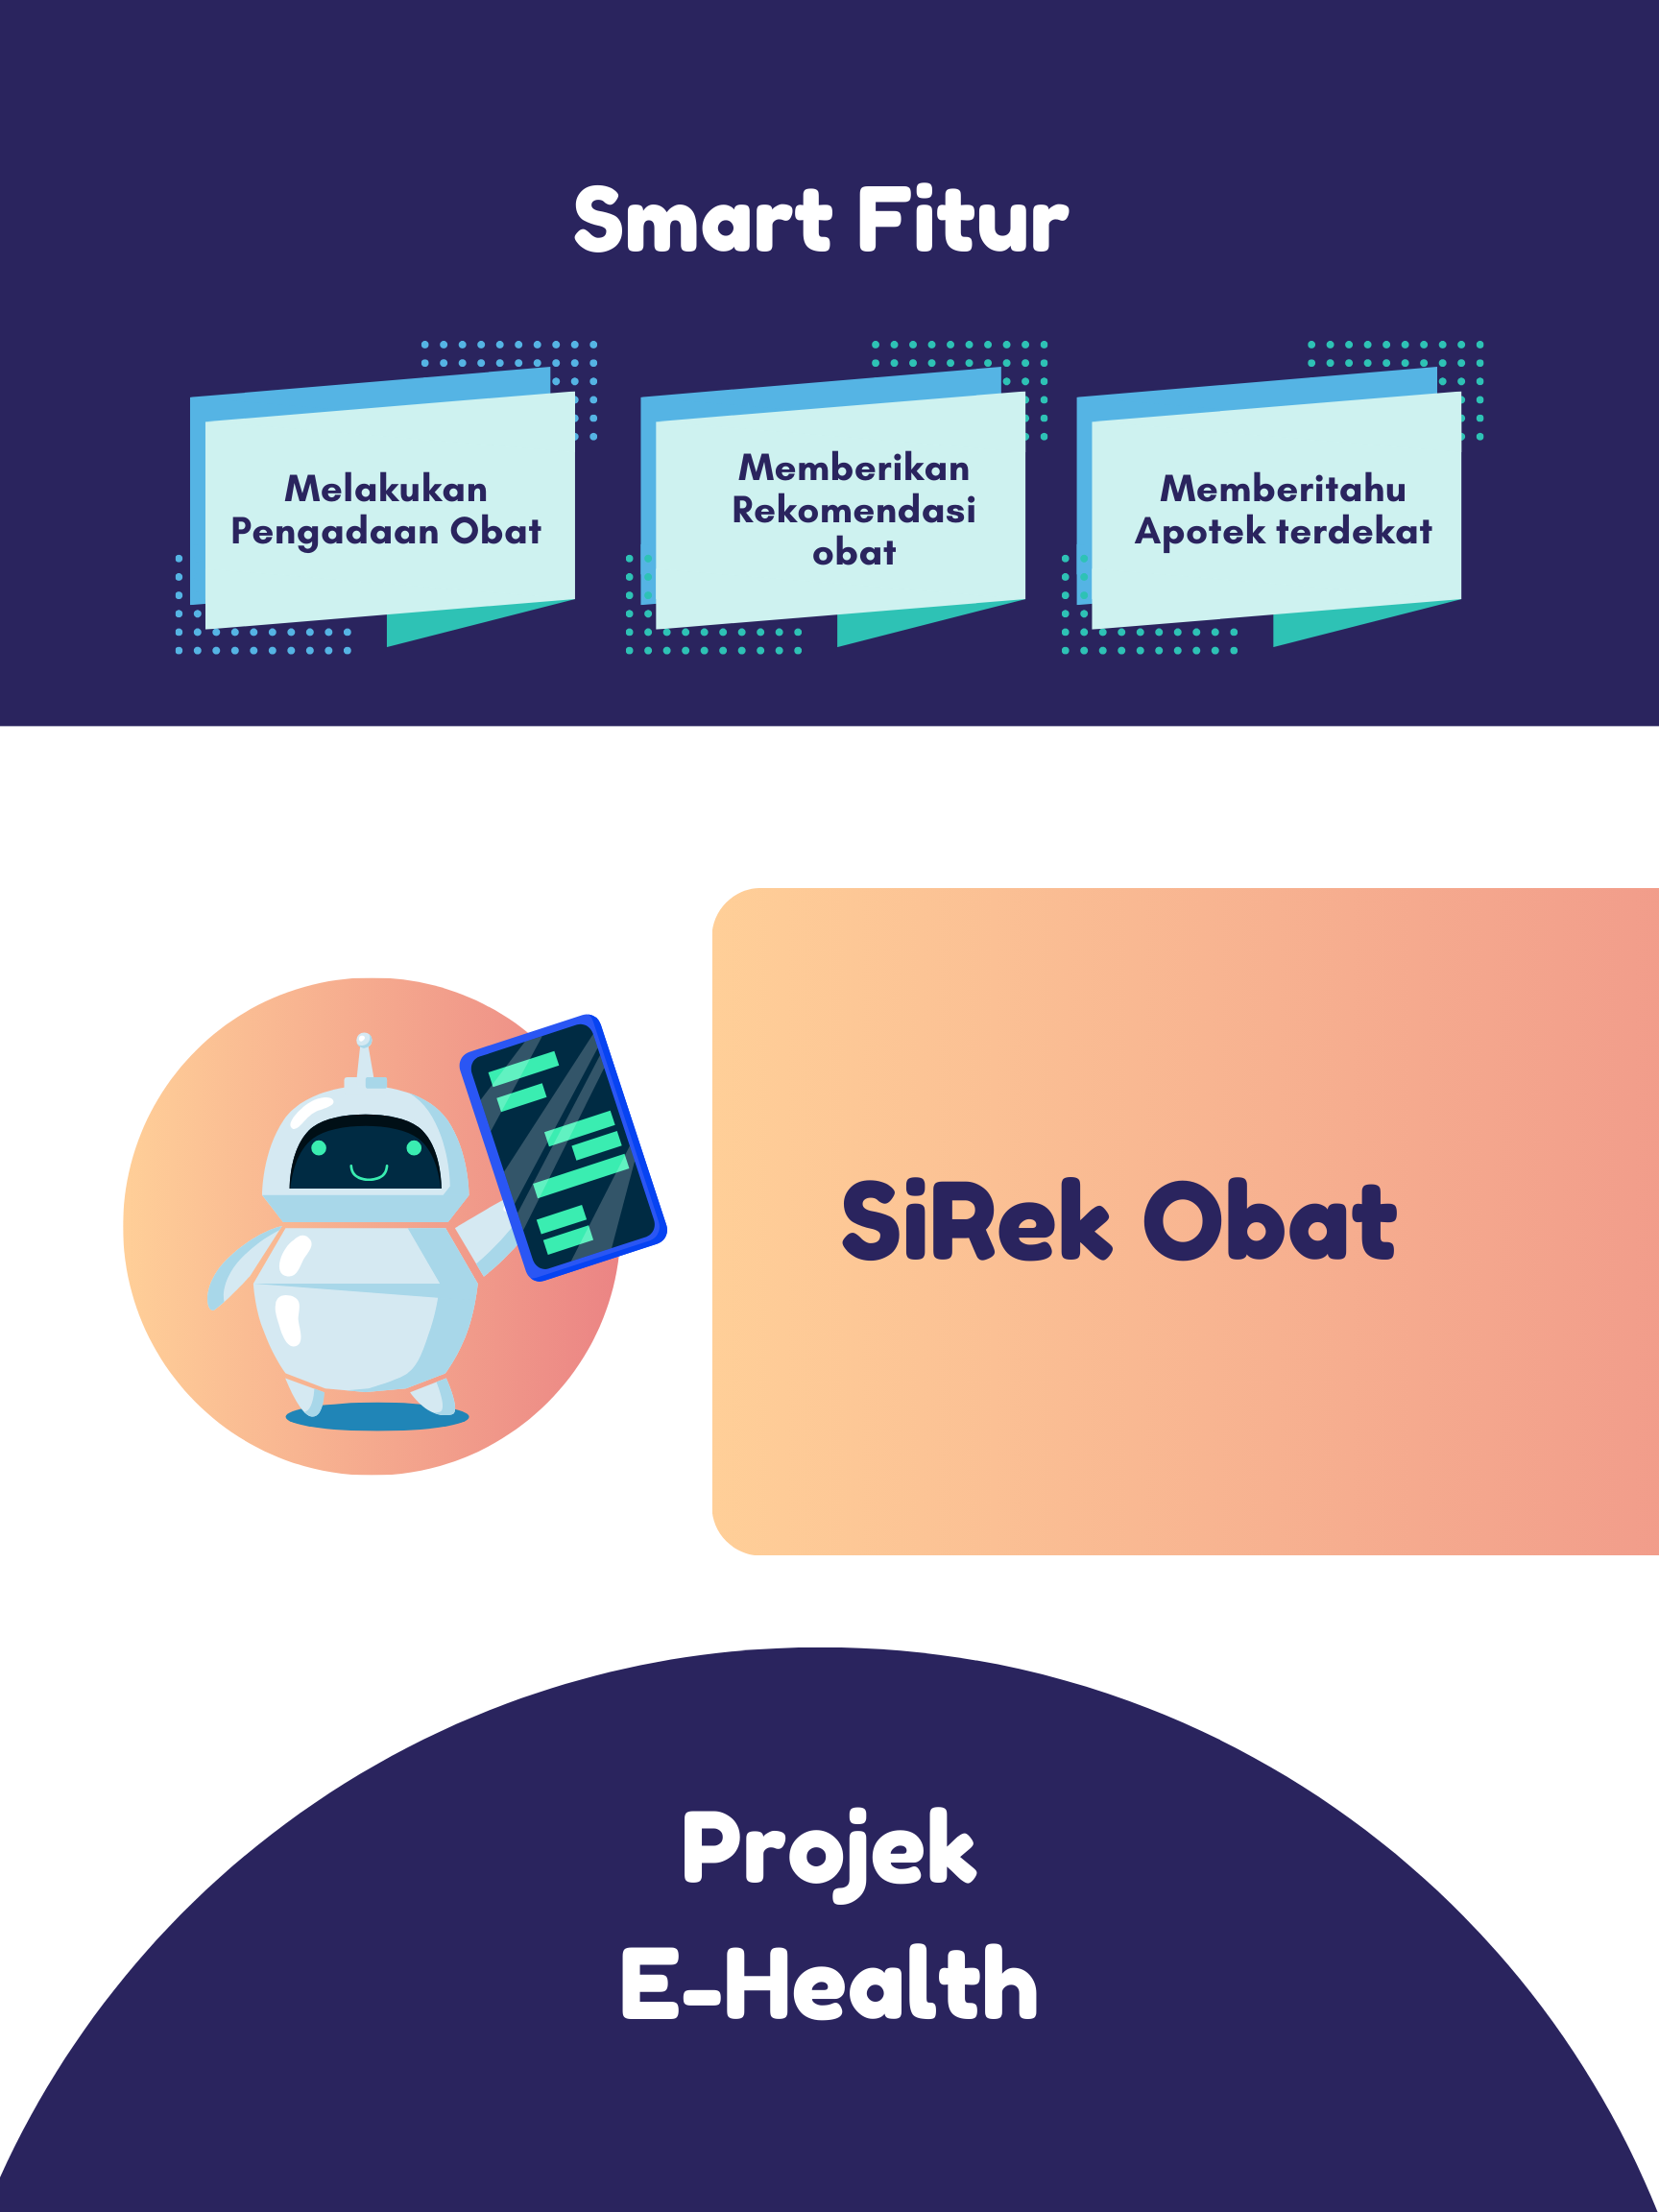 Smart Fitur
Melakukan
Pengadaan Obat
Memberikan
Rekomendasi
obat
Memberitahu
Apotek terdekat
SiRek Obat
Projek
E-Health